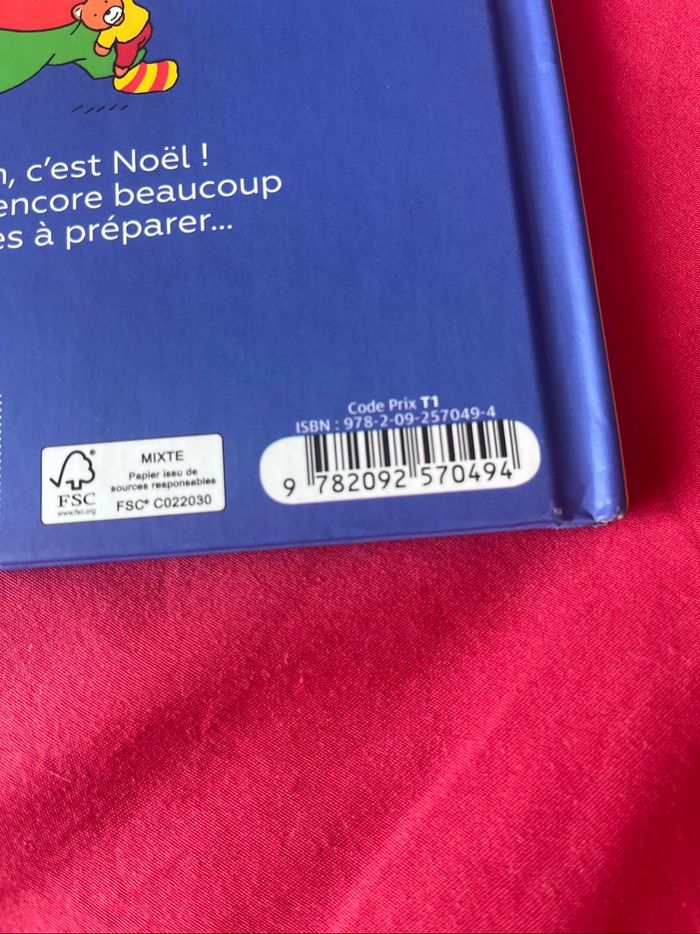 , c'est Noël !
encore beaucoup
es à préparer...
Code Prix T1
ISBN : 978-2-09-257049-4
9 782092 570494
MIXTE
Papier issu de
sources responsables
FSC® C022030
FSC
www.fsc.org